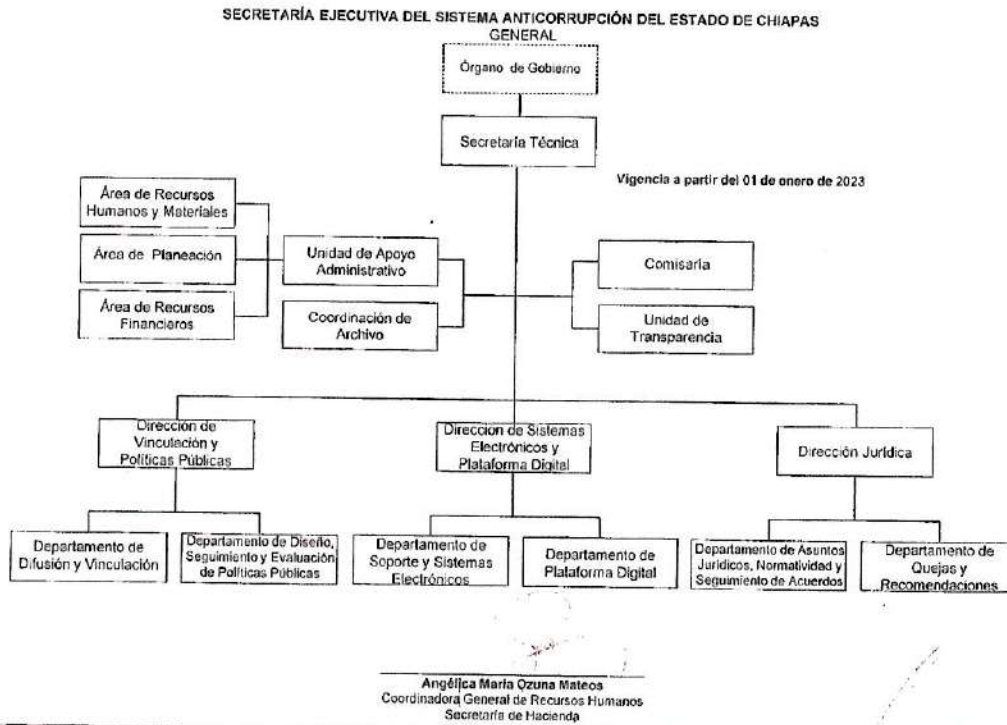 SECRETARÍA EJECUTIVA DEL SISTEMA ANTICORRUPCIÓN DEL ESTADO DE CHIAPAS
GENERAL
Órgano de Gobierno
Secretaría Técnica
Vigencia a partir del 01 de enero de 2023
Área de Recursos
Humanos y Materiales
Área de Planeación
Área de Recursos
Financieros
Unidad de Apoyo
Administrativo
Coordinación de
Archivo
Comisaría
Unidad de
Transparencia
Dirección de
Vinculación y
Políticas Públicas
Dirección de Sistemas
Electrónicos y
Plataforma Digital
Dirección Jurídica
Departamento de
Difusión y Vinculación
Departamento de Diseño,
Seguimiento y Evaluación
de Políticas Públicas
Departamento de
Soporte y Sistemas
Electrónicos
Departamento de
Plataforma Digital
Departamento de Asuntos
Jurídicos, Normatividad y
Seguimiento de Acuerdos
Departamento de
Quejas y
Recomendaciones
Angélica María Ozuna Mateos
Coordinadora General de Recursos Humanos
Secretaría de Hacienda